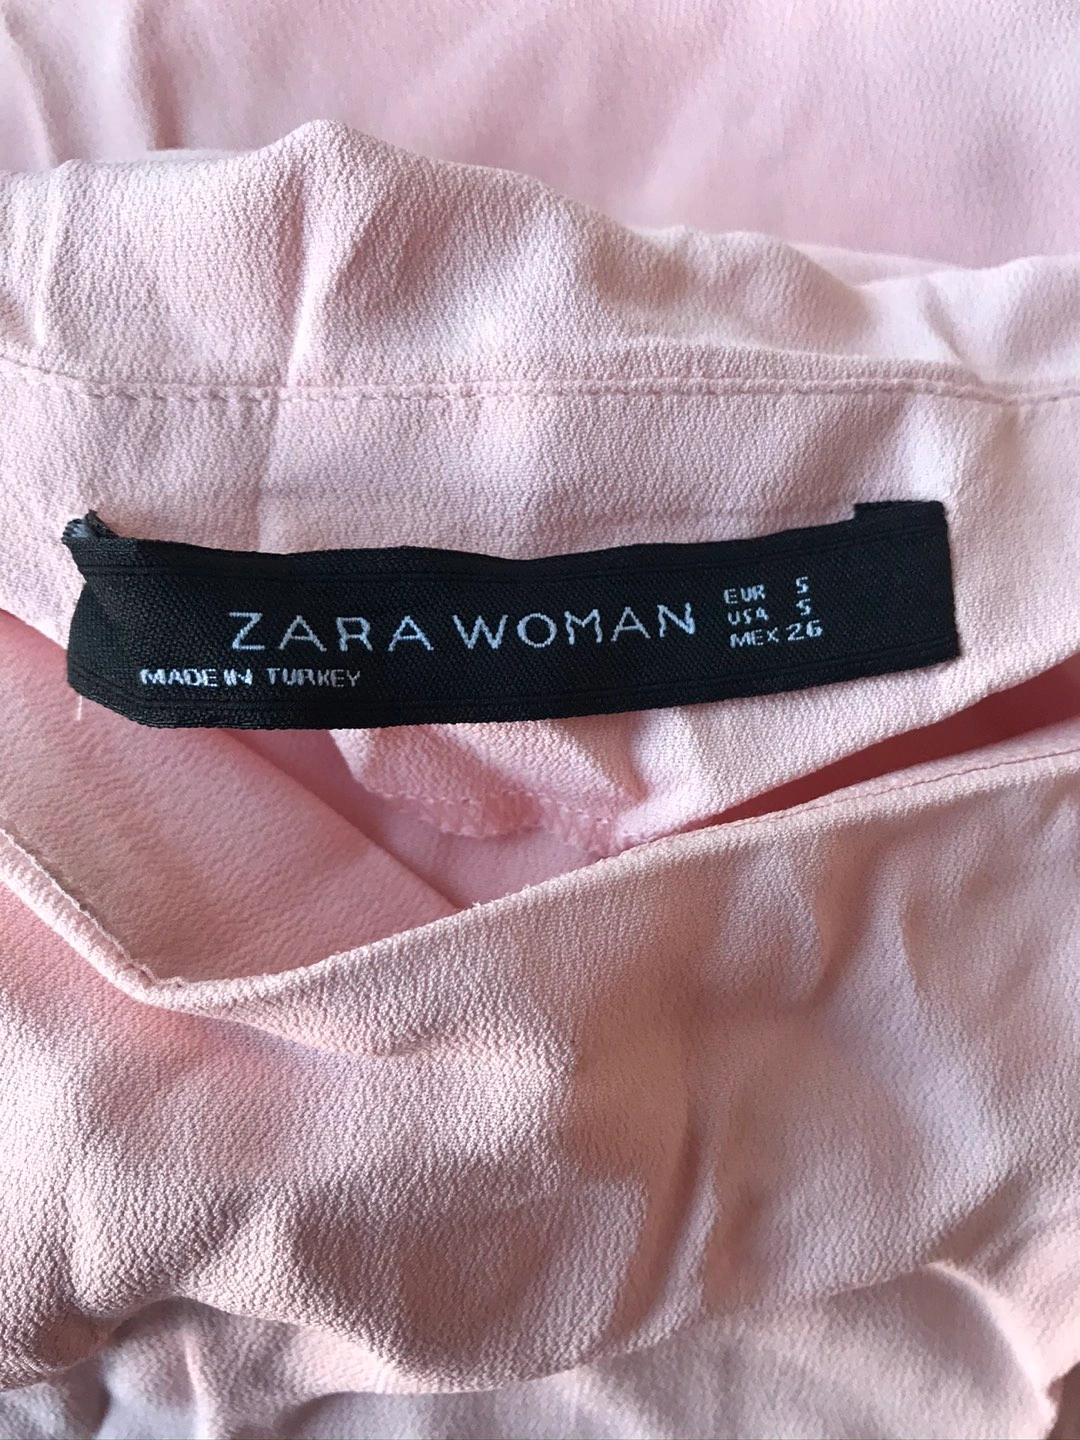 ZARA WOMAN
EUR S
USA S
MEX 26
MADE IN TURKEY